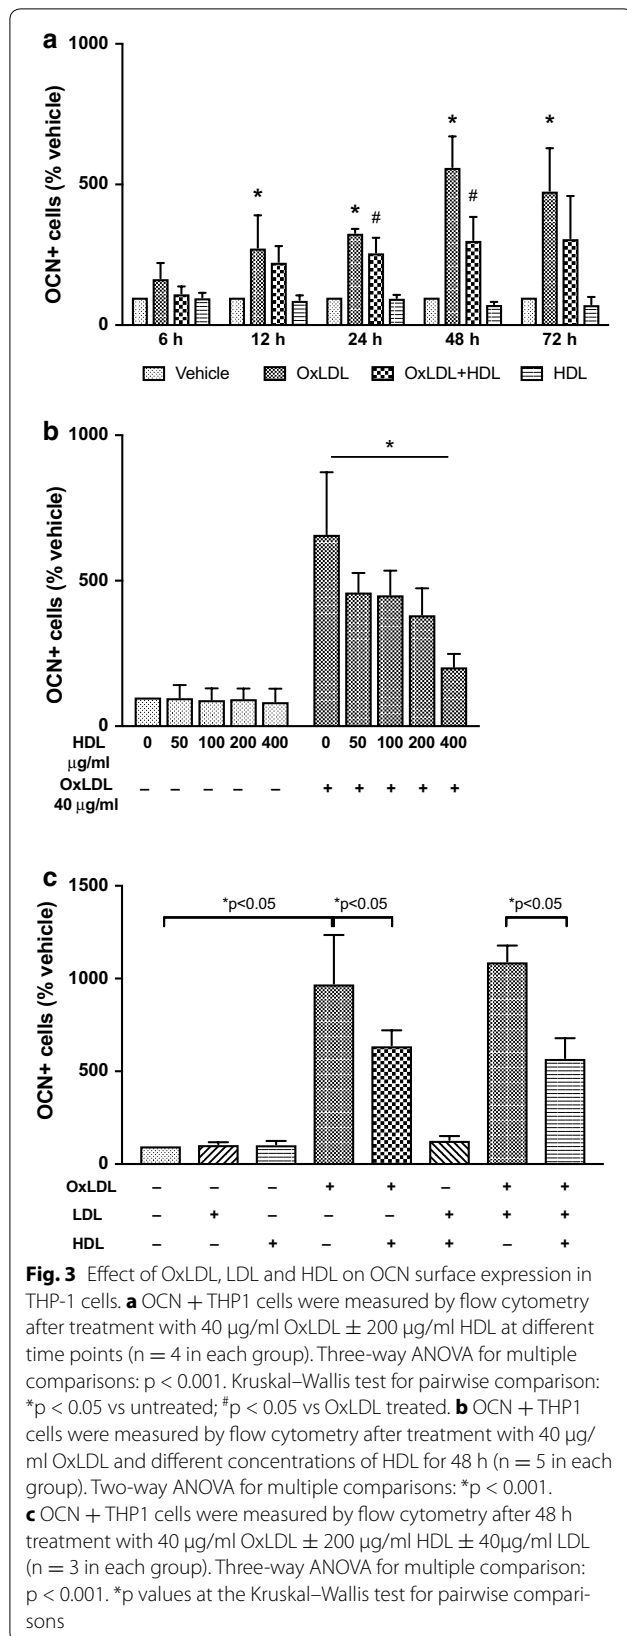 a
1000
500
0
OCN+ cells (% vehicle)
*
*
#
*
#
*
6 h 12 h 24 h 48 h 72 h
Vehicle OxLDL OxLDL+HDL HDL
b
1000
500
0
OCN+ cells (% vehicle)
*
HDL 0 50 100 200 400 0 50 100 200 400
μg/ml
OxLDL – – – – – + + + + +
40 μg/ml
c
1500
1000
500
0
OCN+ cells (% vehicle)
*p<0.05 *p<0.05 *p<0.05
OxLDL – – – + + – + +
LDL – + – – – + + +
HDL – – + – + + – +
Fig. 3 Effect of OxLDL, LDL and HDL on OCN surface expression in
THP-1 cells. a OCN + THP1 cells were measured by flow cytometry
after treatment with 40 μg/ml OxLDL ± 200 μg/ml HDL at different
time points (n = 4 in each group). Three-way ANOVA for multiple
comparisons: p < 0.001. Kruskal–Wallis test for pairwise comparison:
*p < 0.05 vs untreated; #p < 0.05 vs OxLDL treated. b OCN + THP1
cells were measured by flow cytometry after treatment with 40 μg/
ml OxLDL and different concentrations of HDL for 48 h (n = 5 in each
group). Two-way ANOVA for multiple comparisons: *p < 0.001.
c OCN + THP1 cells were measured by flow cytometry after 48 h
treatment with 40 μg/ml OxLDL ± 200 μg/ml HDL ± 40μg/ml LDL
(n = 3 in each group). Three-way ANOVA for multiple comparison:
p < 0.001. *p values at the Kruskal–Wallis test for pairwise compari-
sons